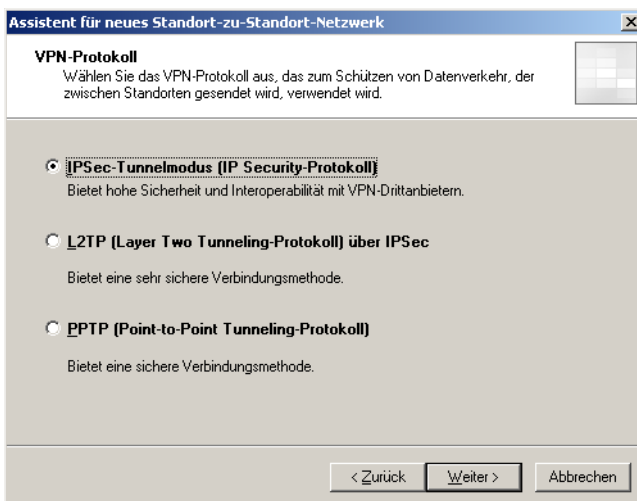 Assistent für neues Standort-zu-Standort-Netzwerk
VPN-Protokoll
Wählen Sie das VPN-Protokoll aus, das zum Schützen von Datenverkehr, der
zwischen Standorten gesendet wird, verwendet wird.
IPSec-Tunnelmodus (IP Security-Protokoll)
Bietet hohe Sicherheit und Interoperabilität mit VPN-Drittanbietern.
L2TP (Layer Two Tunneling-Protokoll) über IPSec
Bietet eine sehr sichere Verbindungsmethode.
PPTP (Point-to-Point Tunneling-Protokoll)
Bietet eine sichere Verbindungsmethode.
< Zurück Weiter > Abbrechen